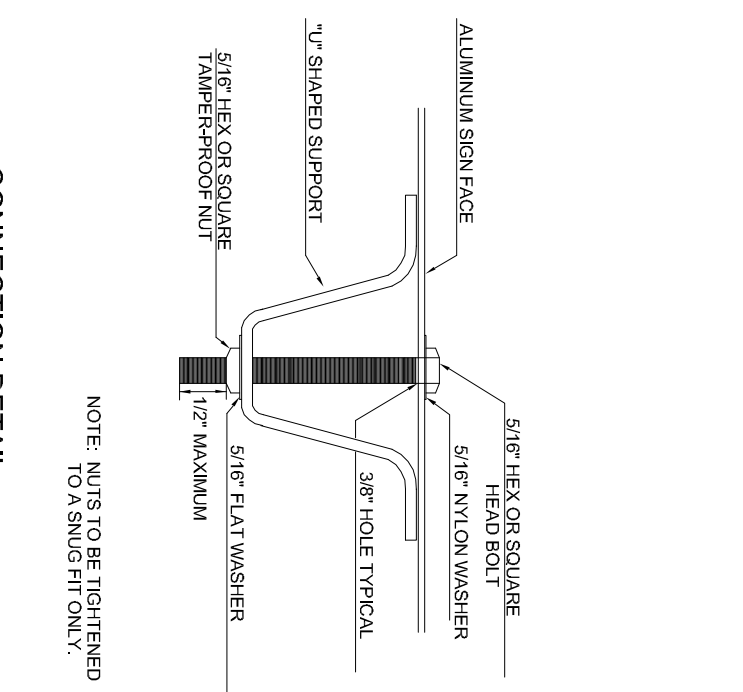 5/16" HEX OR SQUARE
HEAD BOLT
ALUMINUM SIGN FACE
5/16" NYLON WASHER
3/8" HOLE TYPICAL
"U" SHAPED SUPPORT
5/16" FLAT WASHER
5/16" HEX OR SQUARE
TAMPER-PROOF NUT
1/2" MAXIMUM
NOTE: NUTS TO BE TIGHTENED
TO A SNUG FIT ONLY.